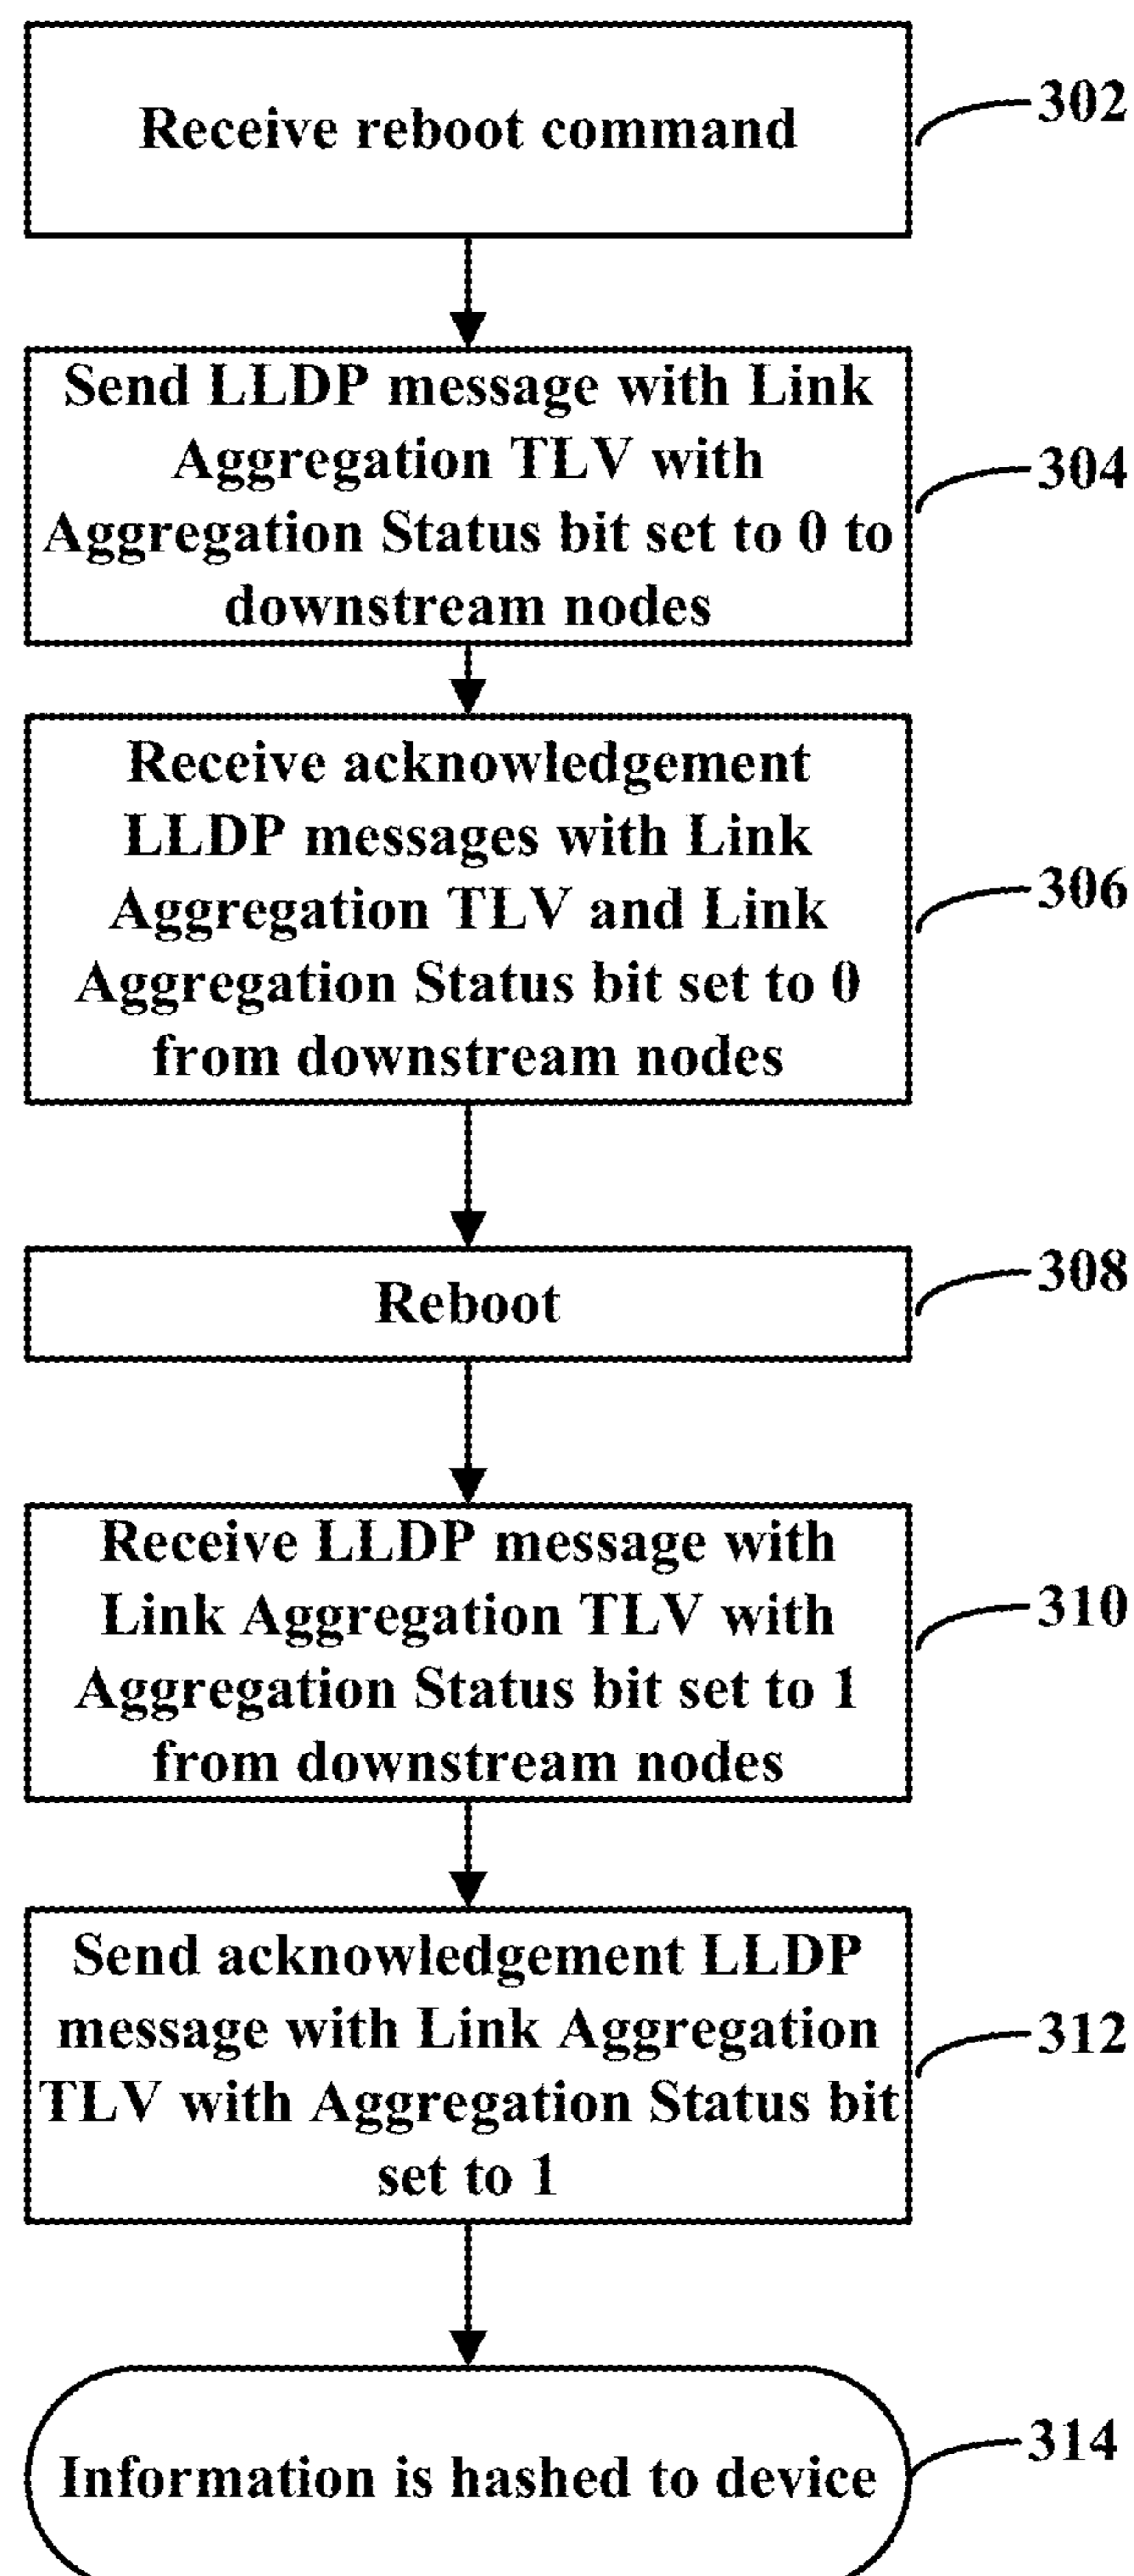 Receive reboot command
302
Send LLDP message with Link
Aggregation TLV with
Aggregation Status bit set to 0 to
downstream nodes
304
Receive acknowledgement
LLDP messages with Link
Aggregation TLV and Link
Aggregation Status bit set to 0
from downstream nodes
306
Reboot
308
Receive LLDP message with
Link Aggregation TLV with
Aggregation Status bit set to 1
from downstream nodes
310
Send acknowledgement LLDP
message with Link Aggregation
TLV with Aggregation Status bit
set to 1
312
Information is hashed to device
314